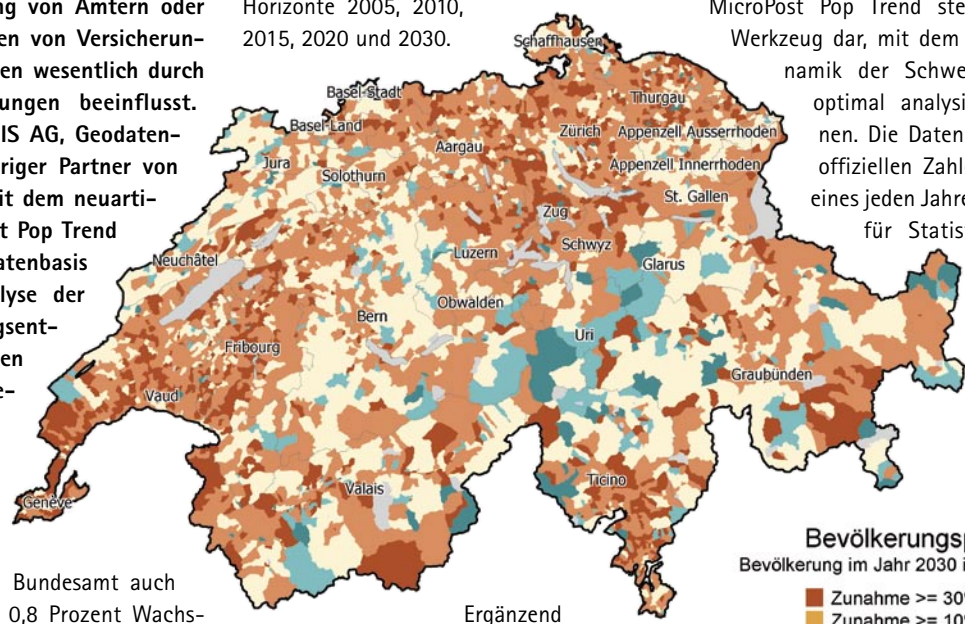 ng von Ämtern oder
en von Versicherun-
en wesentlich durch
ungen beeinflusst.
IS AG, Geodaten-
riger Partner von
it dem neuarti-
t Pop Trend
atenbasis
lyse der
gsent-
en
e-
Bundesamt auch
0,8 Prozent Wachs-
Horizonte 2005, 2010,
2015, 2020 und 2030.
Ergänzend
MicroPost Pop Trend ste
Werkzeug dar, mit dem
namik der Schwe
optimal analysi
nen. Die Daten
offiziellen Zahl
eines jeden Jahre
für Statis
Schaffhausen
Basel-Stadt
Basel-Land
Thurgau
Aargau
Zürich
Appenzell Ausserrhoden
Jura
Solothurn
Appenzell Innerrhoden
St. Gallen
Zug
Neuchâtel
Luzern
Schwyz
Glarus
Obwalden
Bern
Uri
Fribourg
Graubünden
Vaud
Ticino
Valais
Genève
Bevölkerungsp
Bevölkerung im Jahr 2030 i
Zunahme >= 30%
Zunahme >= 10%